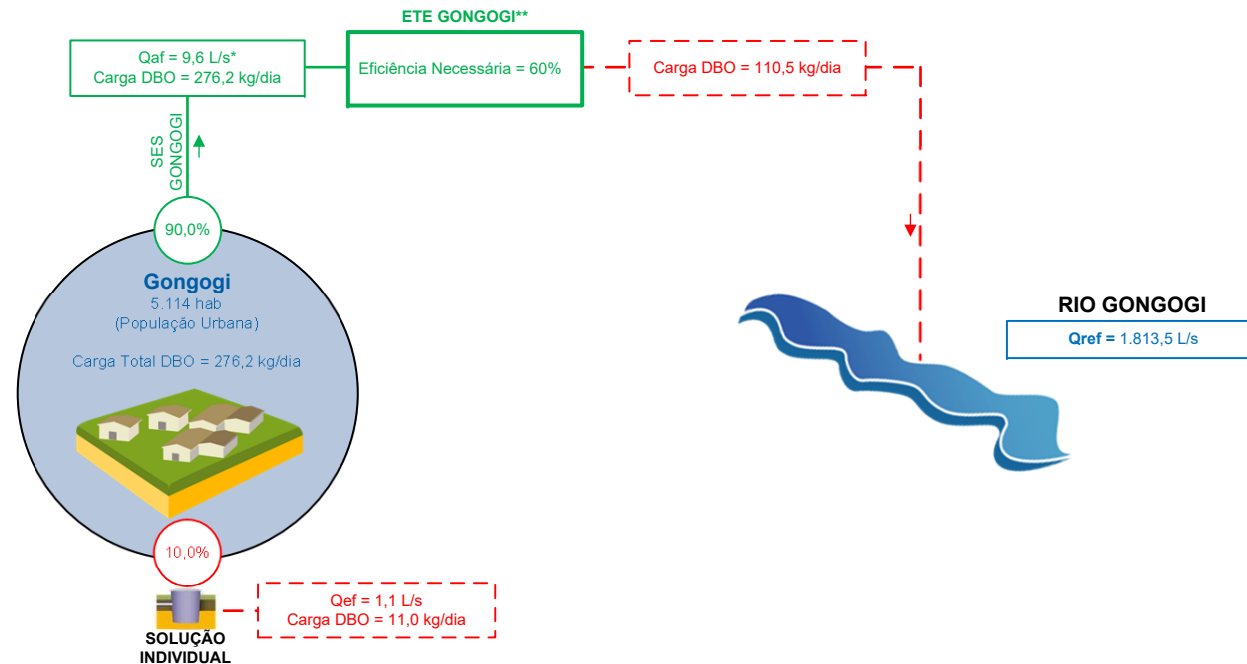 ETE GONGOGI**
Qaf = 9,6 L/s*
Carga DBO = 276,2 kg/dia
Eficiência Necessária = 60%
Carga DBO = 110,5 kg/dia
SES
GONGOGI
90,0%
Gongogi
5.114 hab
(População Urbana)
Carga Total DBO = 276,2 kg/dia
RIO GONGOGI
Qref = 1.813,5 L/s
10,0%
Qef = 1,1 L/s
Carga DBO = 11,0 kg/dia
SOLUÇÃO
INDIVIDUAL